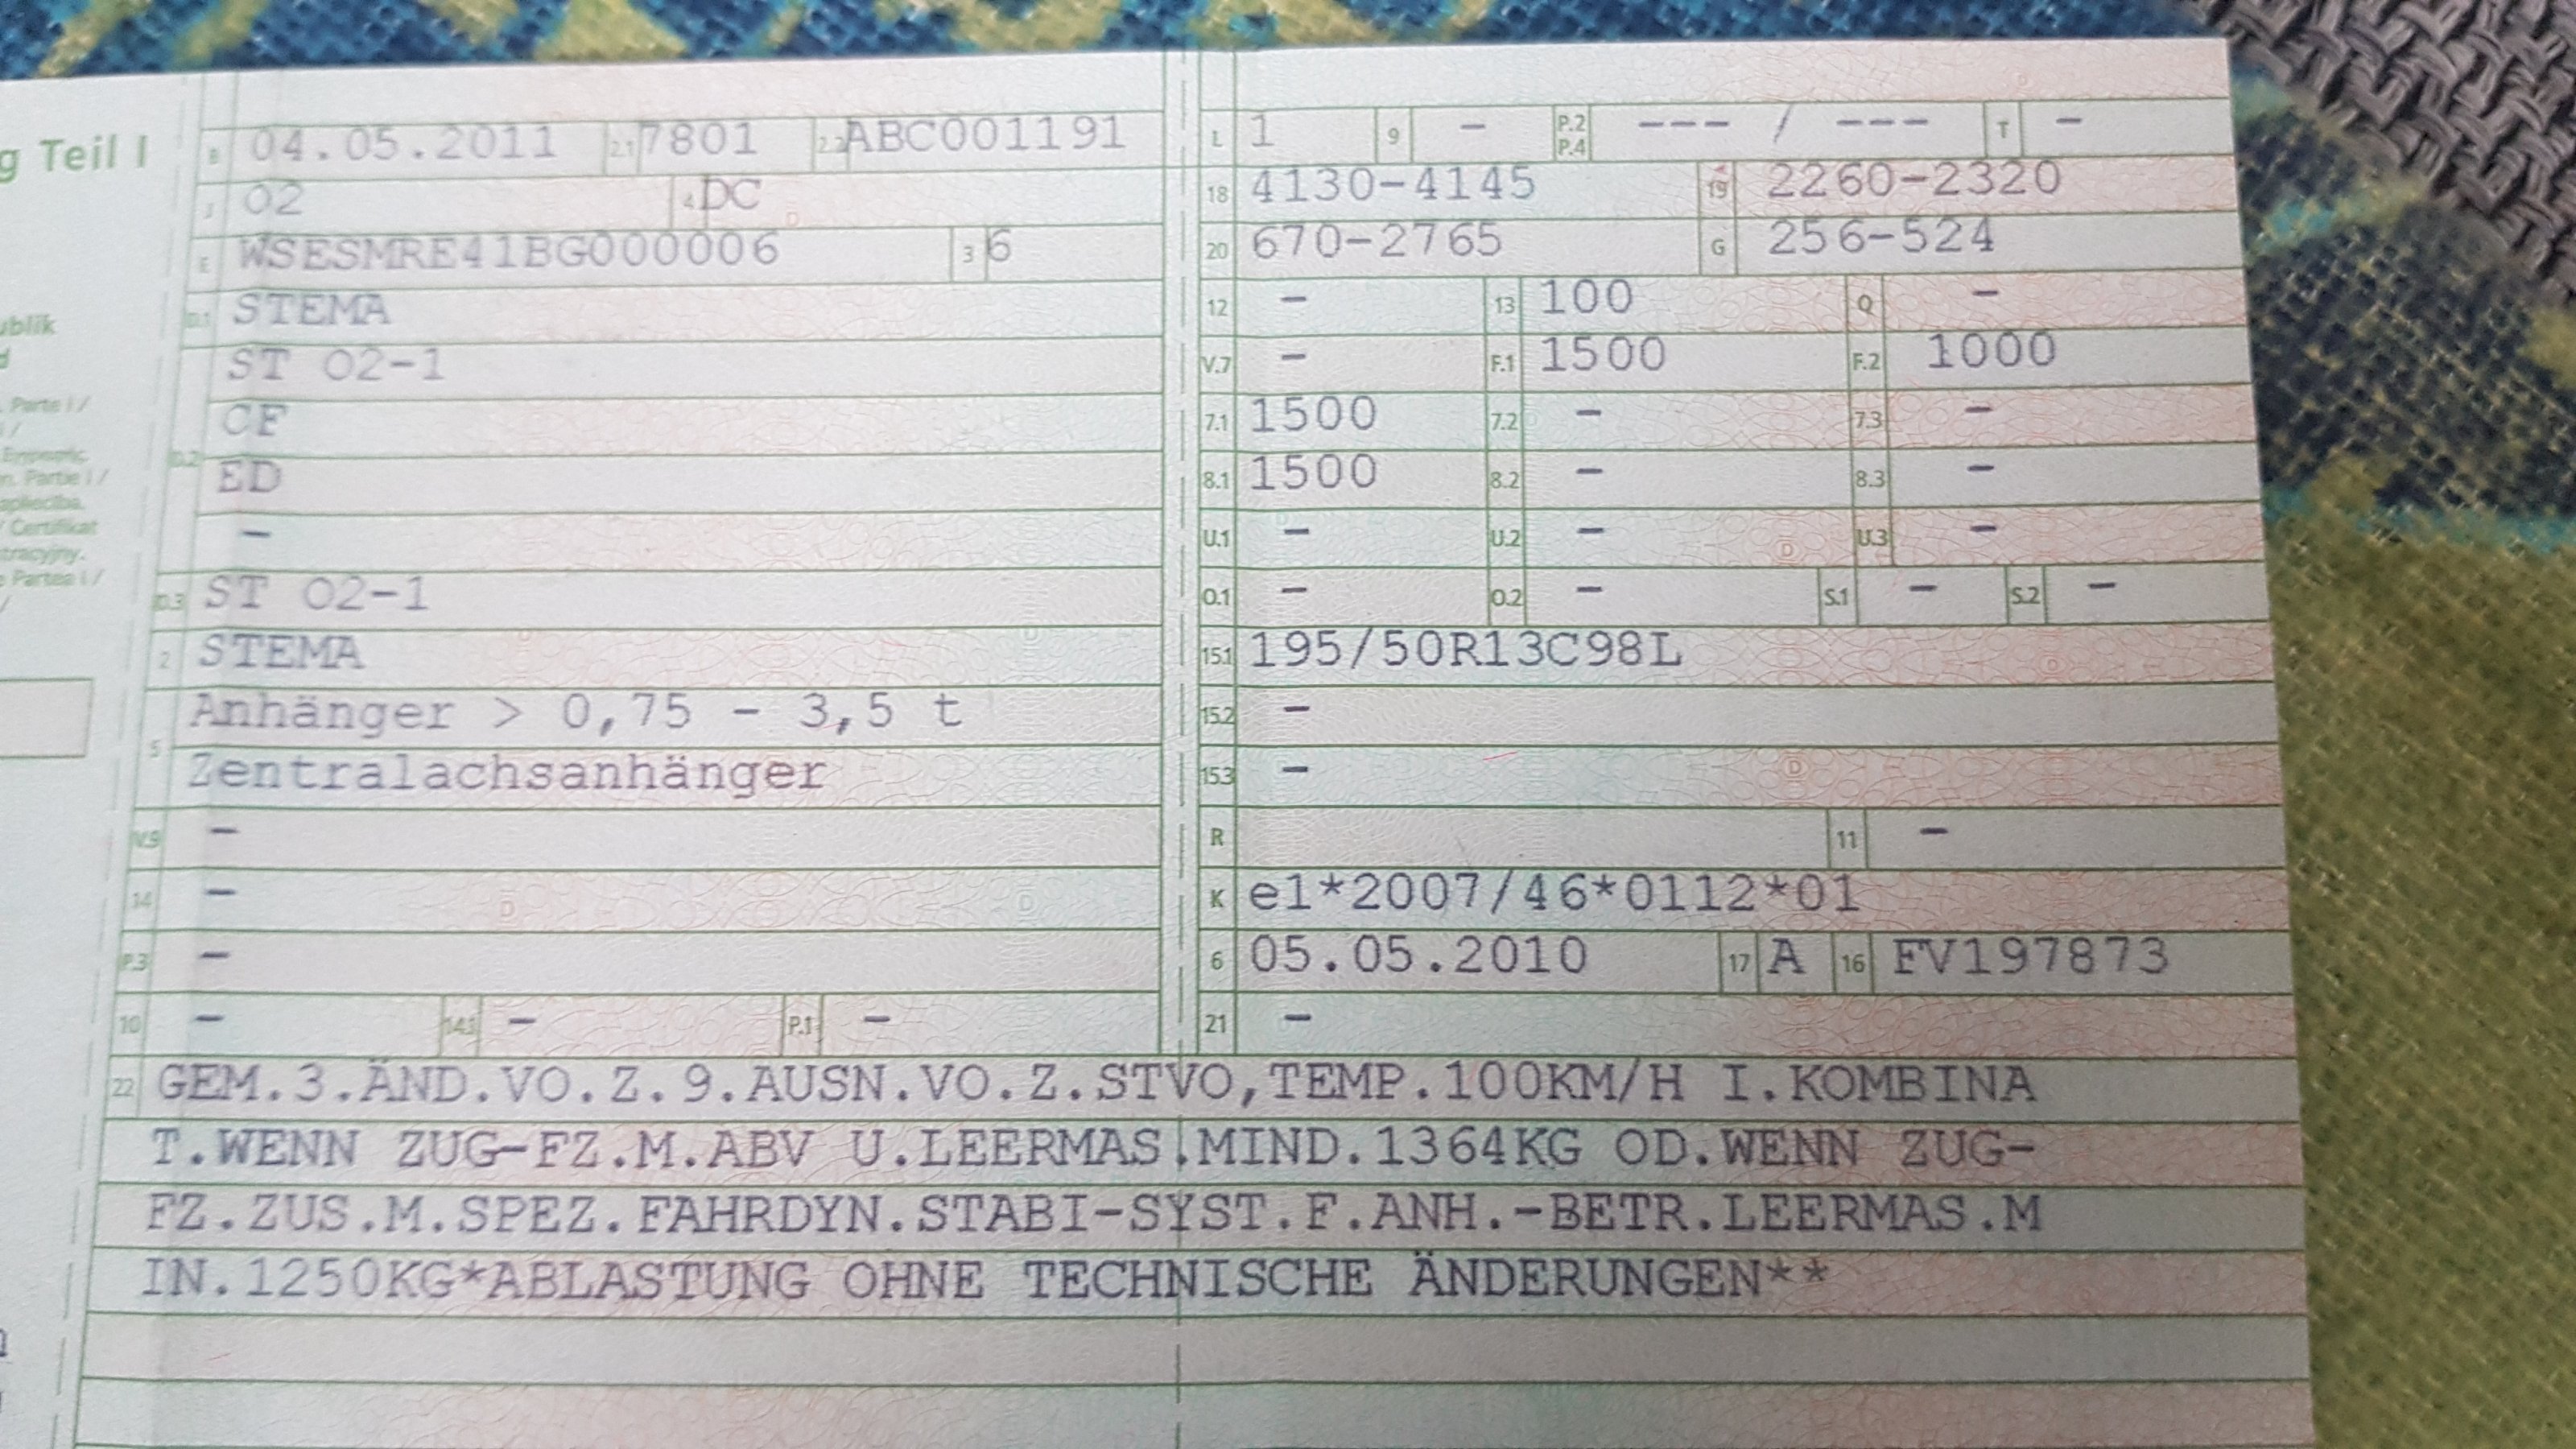 g Teil I
ublik
d
. Parte I /
n. Partie I /
apliecība.
/ Certifikat
tracyjny.
e Partea I /
B 04.05.2011 2.1 7801 2.2 ABC001191
J O2 4 DC
E WSESMRE41BG000006 3 6
D.1 STEMA
ST O2-1
CF
D.2
ED
-
D.3 ST O2-1
2 STEMA
Anhänger > 0,75 - 3,5 t
5
Zentralachsanhänger
V.9 -
14 -
P.3 -
10 - 14.1 - P.1 -
L 1 9 - P.2 P.4 --- / --- T -
18 4130-4145 19 2260-2320
20 670-2765 G 256-524
12 - 13 100 Q -
V.7 - F.1 1500 F.2 1000
7.1 1500 7.2 - 7.3 -
8.1 1500 8.2 - 8.3 -
U.1 - U.2 - U.3 -
O.1 - O.2 - S.1 - S.2 -
15.1 195/50R13C98L
15.2 -
15.3 -
R 11 -
K e1*2007/46*0112*01
6 05.05.2010 17 A 16 FV197873
21 -
22 GEM.3.ÄND.VO.Z.9.AUSN.VO.Z.STVO,TEMP.100KM/H I.KOMBINA
T.WENN ZUG-FZ.M.ABV U.LEERMAS.MIND.1364KG OD.WENN ZUG-
FZ.ZUS.M.SPEZ.FAHRDYN.STABI-SYST.F.ANH.-BETR.LEERMAS.M
IN.1250KG*ABLASTUNG OHNE TECHNISCHE ÄNDERUNGEN**